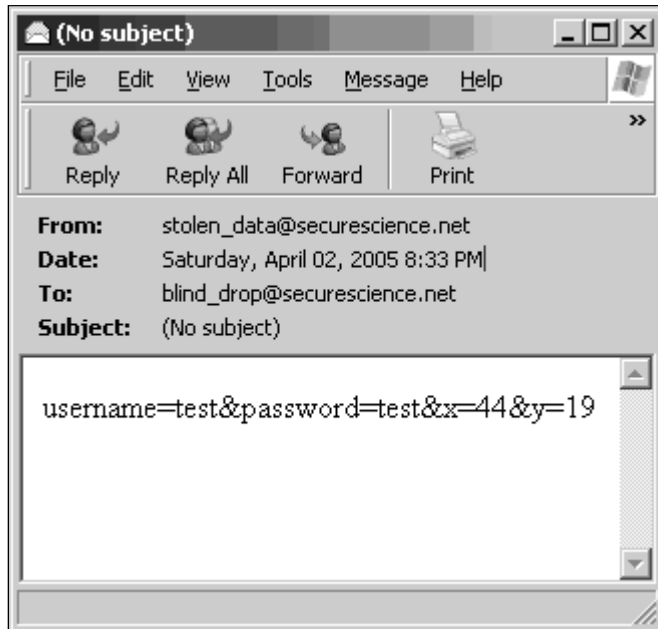 (No subject)
File Edit View Tools Message Help
Reply Reply All Forward Print »
From: stolen_data@securescience.net
Date: Saturday, April 02, 2005 8:33 PM
To: blind_drop@securescience.net
Subject: (No subject)
username=test&password=test&x=44&y=19